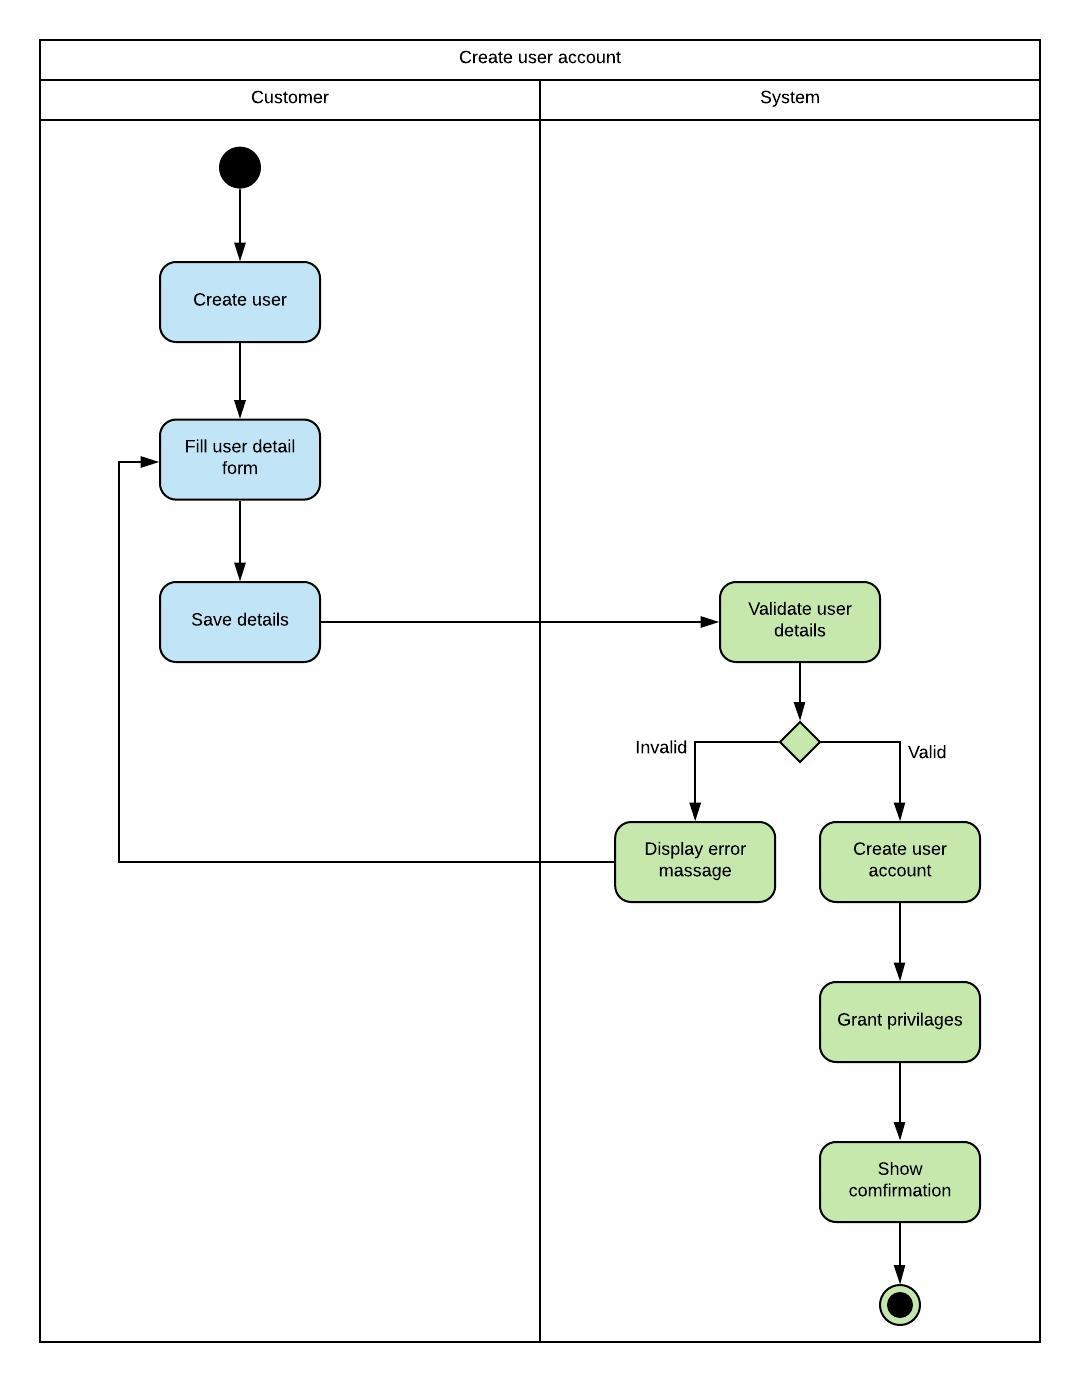 Create user account
Customer
System
Create user
Fill user detail
form
Save details
Validate user
details
Invalid
Valid
Display error
massage
Create user
account
Grant privilages
Show
comfirmation